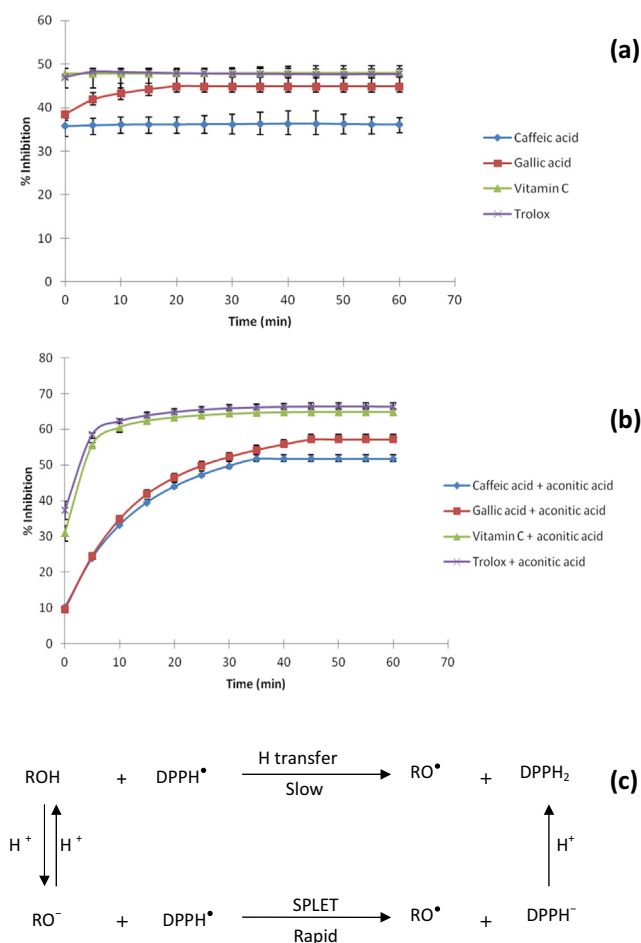 (a)
60
50
40
30
20
10
0
% Inhibition
0 10 20 30 40 50 60 70
Time (min)
Caffeic acid
Gallic acid
Vitamin C
Trolox
(b)
80
70
60
50
40
30
20
10
0
% Inhibition
0 10 20 30 40 50 60 70
Time (min)
Caffeic acid + aconitic acid
Gallic acid + aconitic acid
Vitamin C + aconitic acid
Trolox + aconitic acid
(c)
ROH + DPPH• H transfer RO• + DPPH₂
Slow
H⁺ H⁺ H⁺
RO⁻ + DPPH• SPLET RO• + DPPH⁻
Rapid